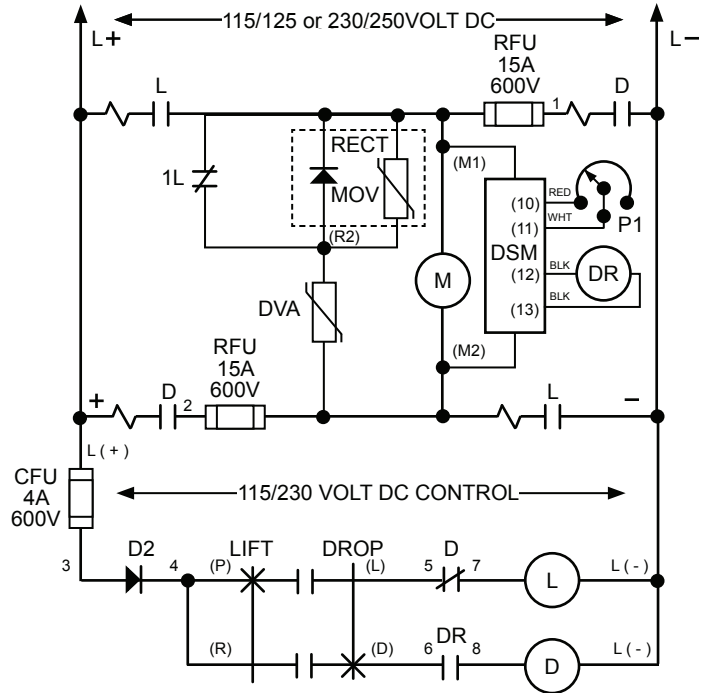 115/125 or 230/250VOLT DC
L+
L−
RFU
15A
600V
L
1
D
1L
RECT
MOV
(R2)
(M1)
RED
(10)
WHT
(11)
P1
DSM
BLK
(12)
DR
BLK
(13)
M
DVA
(M2)
RFU
15A
600V
+
D
2
L
−
L ( + )
CFU
4A
600V
115/230 VOLT DC CONTROL
3
D2
4
(P)
LIFT
DROP
(L)
5
D
7
L
L ( - )
(R)
(D)
6
DR
8
D
L ( - )